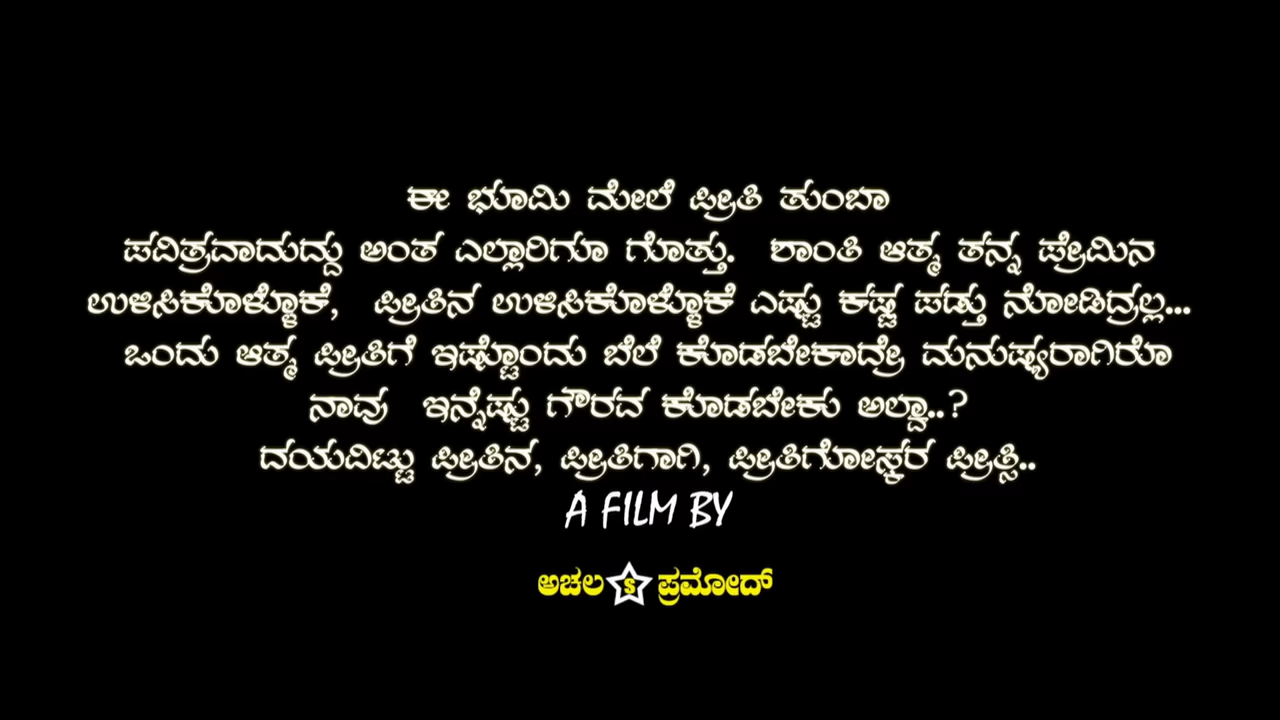 ಈ ಭೂಮಿ ಮೇಲೆ ಪ್ರೀತಿ ತುಂಬಾ
ಪವಿತ್ರವಾದುದ್ದು ಅಂತ ಎಲ್ಲಾರಿಗೂ ಗೊತ್ತು. ಶಾಂತಿ ಆತ್ಮ ತನ್ನ ಪ್ರೇಮಿನ
ಉಳಿಸಿಕೊಳ್ಳೊಕೆ, ಪ್ರೀತಿನ ಉಳಿಸಿಕೊಳ್ಳೊಕೆ ಎಷ್ಟು ಕಷ್ಟ ಪಡ್ತು ನೋಡಿದ್ರಲ್ಲ...
ಒಂದು ಆತ್ಮ ಪ್ರೀತಿಗೆ ಇಷ್ಟೊಂದು ಬೆಲೆ ಕೊಡಬೇಕಾದ್ರೇ ಮನುಷ್ಯರಾಗಿರೊ
ನಾವು ಇನ್ನೆಷ್ಟು ಗೌರವ ಕೊಡಬೇಕು ಅಲ್ವಾ..?
ದಯವಿಟ್ಟು ಪ್ರೀತಿನ, ಪ್ರೀತಿಗಾಗಿ, ಪ್ರೀತಿಗೋಸ್ಕರ ಪ್ರೀತ್ಸಿ..
A FILM BY
ಅಚಲ S ಪ್ರಮೋದ್